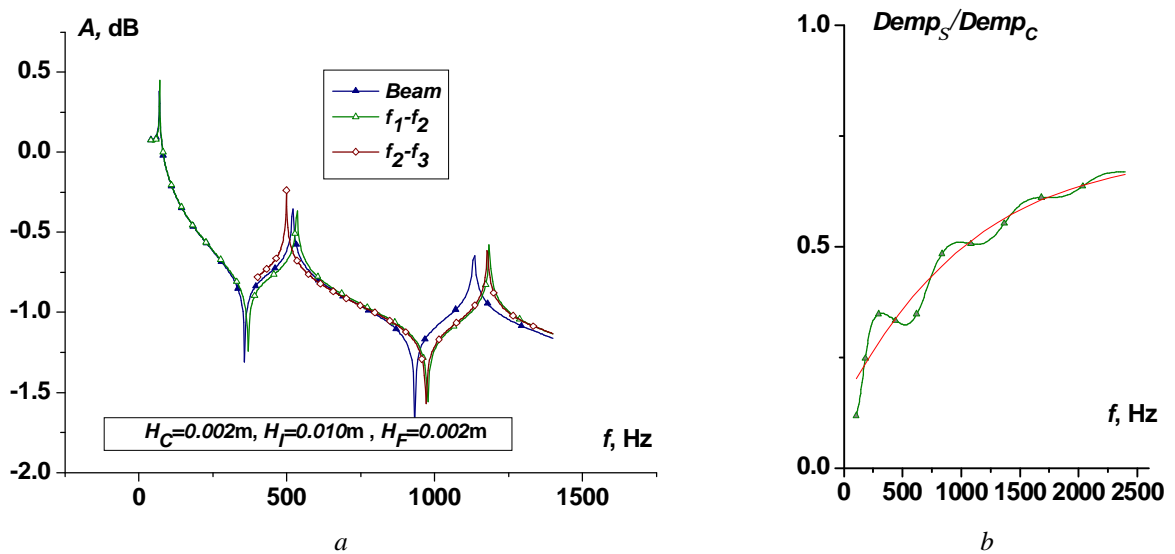 A, dB
0.5
0.0
-0.5
-1.0
-1.5
-2.0
Beam
f1-f2
f2-f3
HC=0.002m, HI=0.010m , HF=0.002m
f, Hz
0 500 1000 1500
a
DempS/DempC
1.0
0.5
0.0
f, Hz
0 500 1000 1500 2000 2500
b